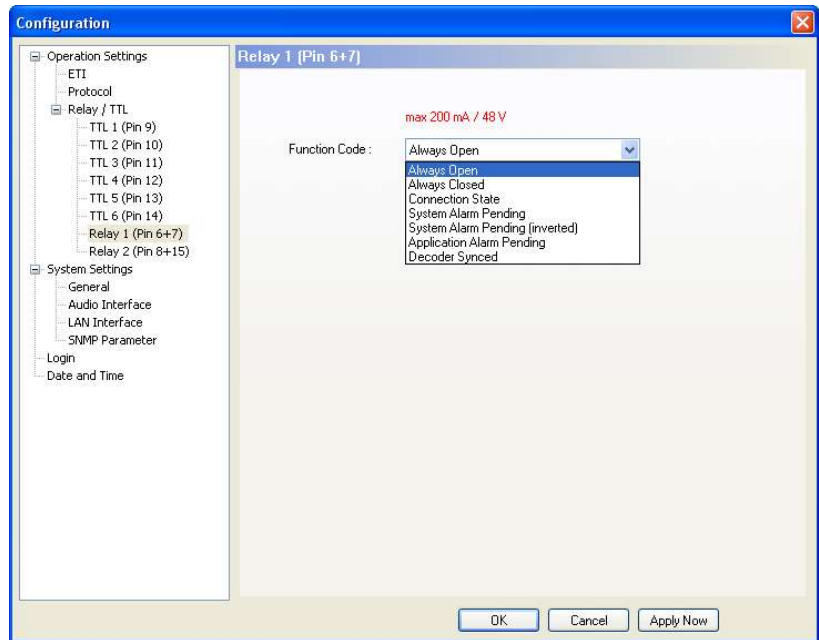 Configuration
Operation Settings
ETI
Protocol
Relay / TTL
TTL 1 (Pin 9)
TTL 2 (Pin 10)
TTL 3 (Pin 11)
TTL 4 (Pin 12)
TTL 5 (Pin 13)
TTL 6 (Pin 14)
Relay 1 (Pin 6+7)
Relay 2 (Pin 8+15)
System Settings
General
Audio Interface
LAN Interface
SNMP Parameter
Login
Date and Time
Relay 1 (Pin 6+7)
max 200 mA / 48 V
Function Code : Always Open
Always Open
Always Closed
Connection State
System Alarm Pending
System Alarm Pending (inverted)
Application Alarm Pending
Decoder Synced
OK Cancel Apply Now